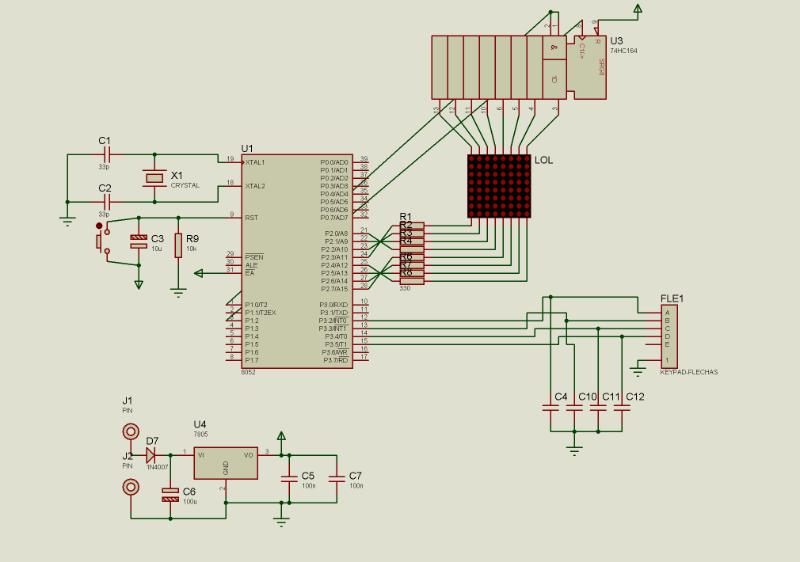 U3
74HC164
SRG8
R
C1/->
&
1D
2
1
8
9
13
12
11
10
6
5
4
3
LOL
C1
33p
X1
CRYSTAL
C2
33p
C3
10u
R9
10k
U1
19 XTAL1
18 XTAL2
9 RST
29 PSEN
30 ALE
31 EA
1 P1.0/T2
2 P1.1/T2EX
3 P1.2
4 P1.3
5 P1.4
6 P1.5
7 P1.6
8 P1.7
P0.0/AD0 39
P0.1/AD1 38
P0.2/AD2 37
P0.3/AD3 36
P0.4/AD4 35
P0.5/AD5 34
P0.6/AD6 33
P0.7/AD7 32
P2.0/A8 21
P2.1/A9 22
P2.2/A10 23
P2.3/A11 24
P2.4/A12 25
P2.5/A13 26
P2.6/A14 27
P2.7/A15 28
P3.0/RXD 10
P3.1/TXD 11
P3.2/INT0 12
P3.3/INT1 13
P3.4/T0 14
P3.5/T1 15
P3.6/WR 16
P3.7/RD 17
8052
R1
R2
R3
R4
R6
R7
R8
330
FLE1
A
B
C
D
E
1
KEYPAD-FLECHAS
C4
C10
C11
C12
J1
PIN
J2
PIN
D7
1N4007
U4
7805
1 VI
VO 3
GND
2
C6
100u
C5
100n
C7
100n